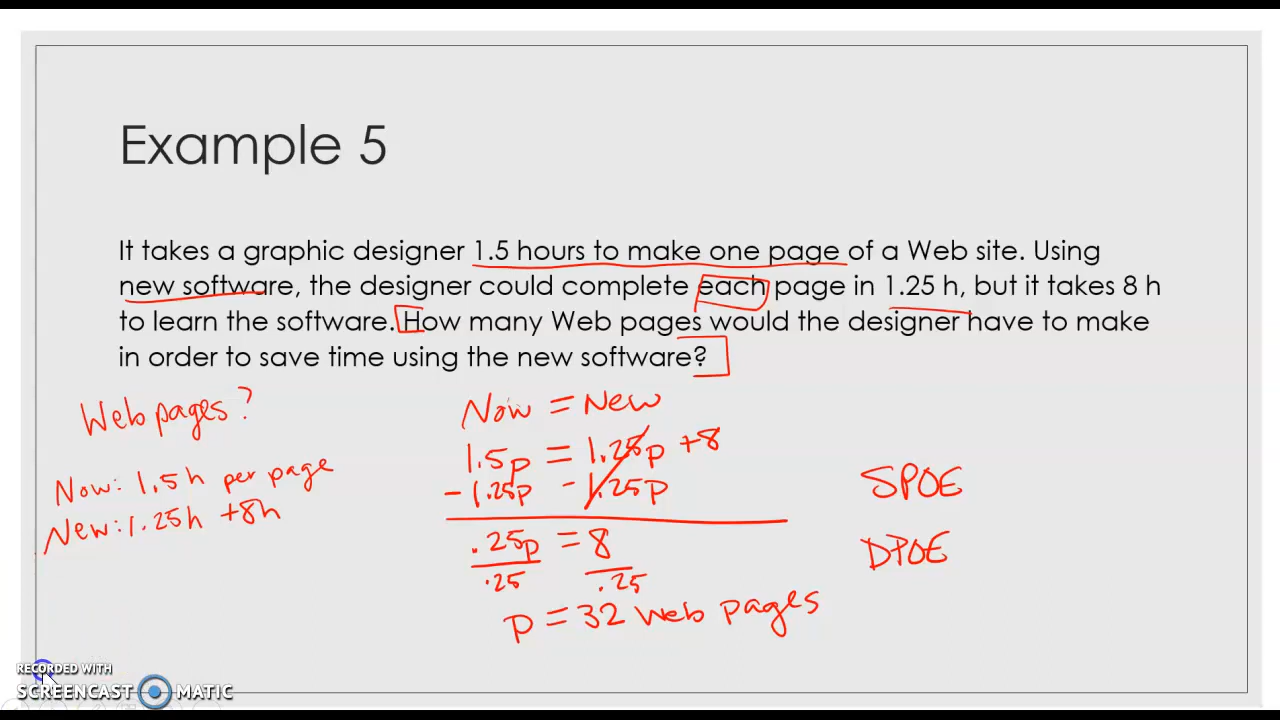 Example 5
It takes a graphic designer 1.5 hours to make one page of a Web site. Using
new software, the designer could complete each page in 1.25 h, but it takes 8 h
to learn the software. How many Web pages would the designer have to make
in order to save time using the new software?
Web pages?
Now: 1.5h per page
New: 1.25h +8h
Now = New
1.5p = 1.25p +8
-1.25p -1.25p
.25p = 8
.25 .25
p = 32 Web pages
SPOE
DPOE
RECORDED WITH
SCREENCAST MATIC